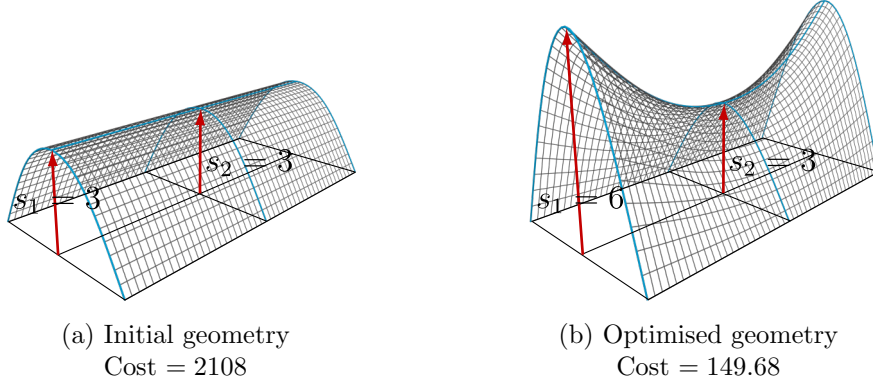 s₂ = 3
s₁ = 3
(a) Initial geometry
Cost = 2108
s₂ = 3
s₁ = 6
(b) Optimised geometry
Cost = 149.68